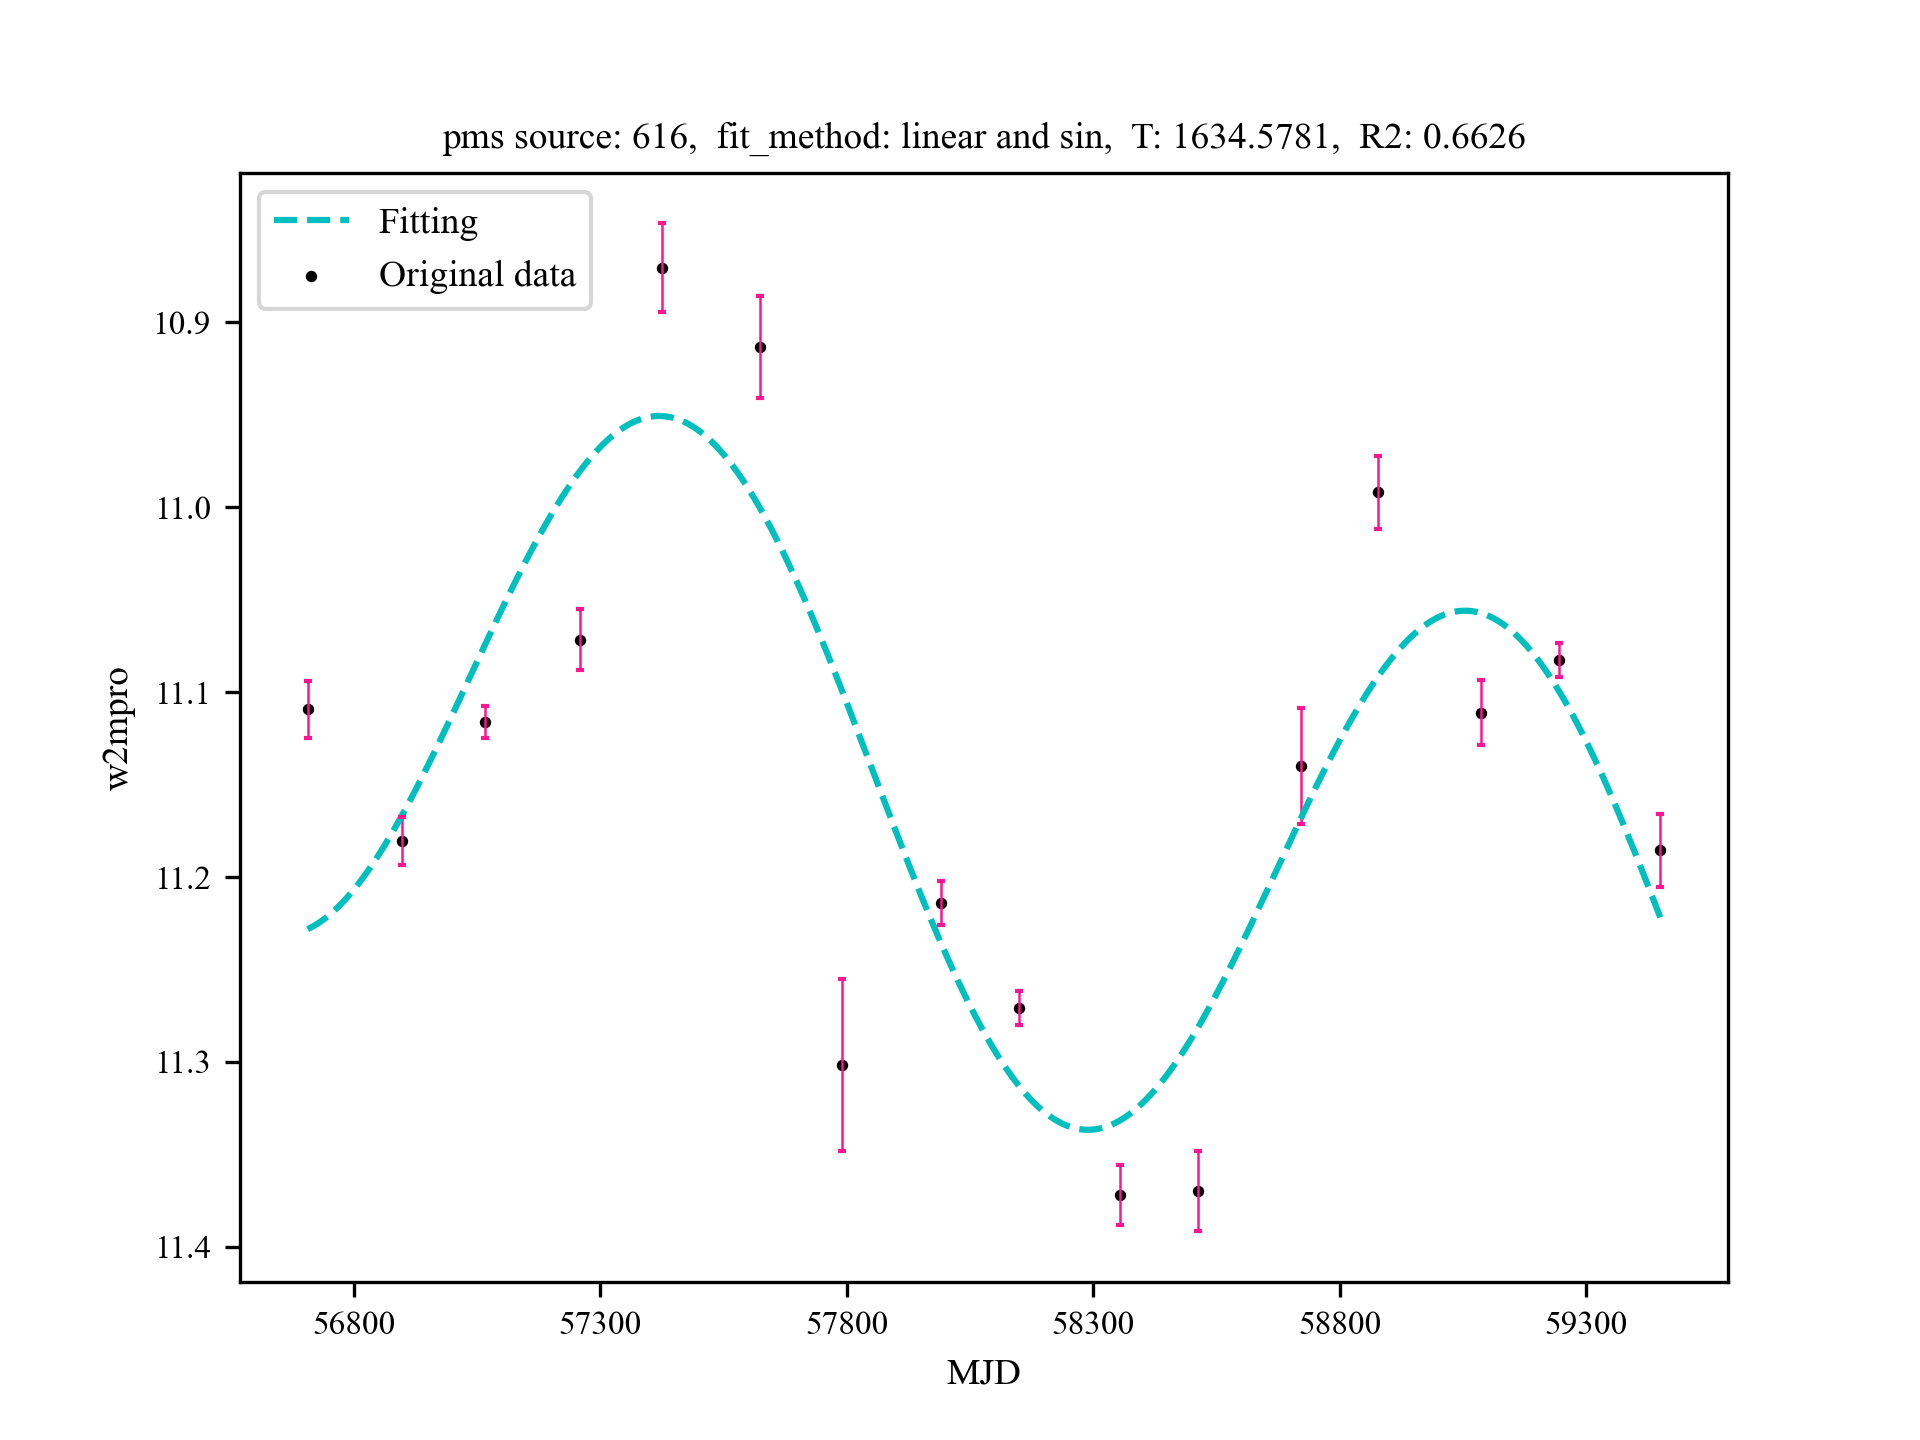 pms source: 616,  fit_method: linear and sin,  T: 1634.5781,  R2: 0.6626
Fitting
Original data
10.9
11.0
11.1
11.2
11.3
11.4
w2mpro
56800 57300 57800 58300 58800 59300
MJD